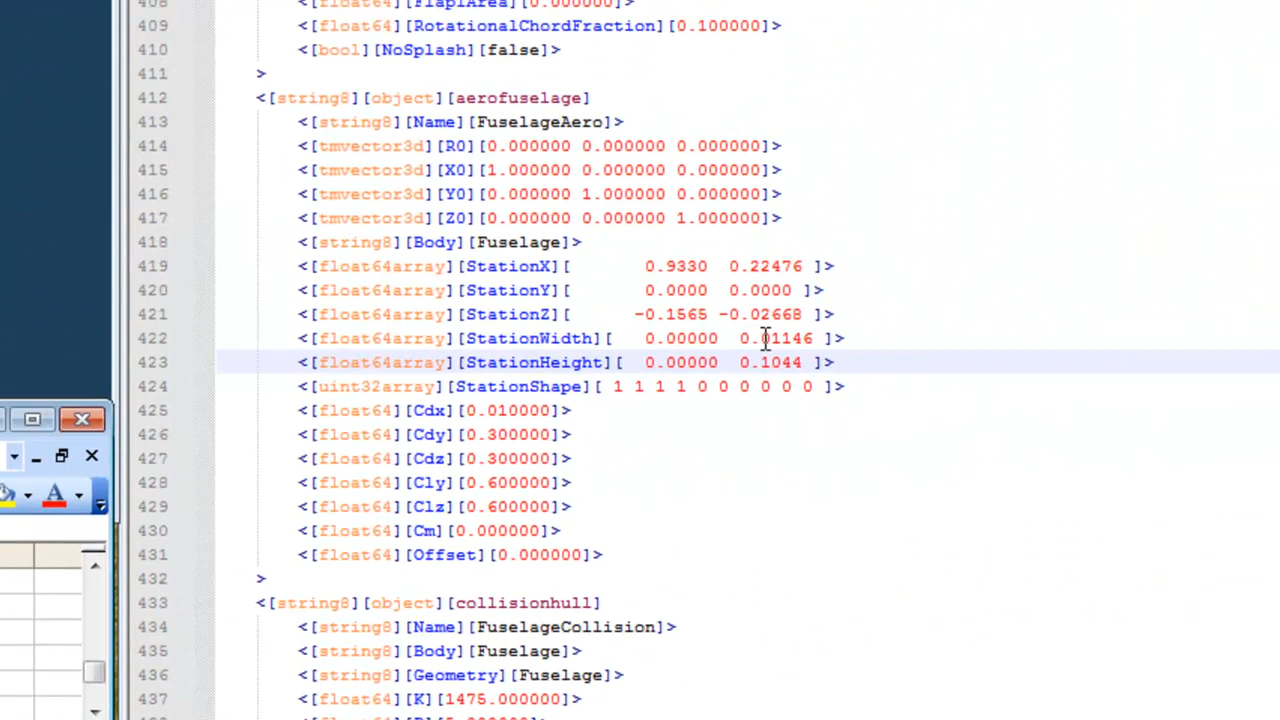 408 <[float64][FlapArea][0.000000]>
409 <[float64][RotationalChordFraction][0.100000]>
410 <[bool][NoSplash][false]>
411 >
412 <[string8][object][aerofuselage]
413 <[string8][Name][FuselageAero]>
414 <[tmvector3d][R0][0.000000 0.000000 0.000000]>
415 <[tmvector3d][X0][1.000000 0.000000 0.000000]>
416 <[tmvector3d][Y0][0.000000 1.000000 0.000000]>
417 <[tmvector3d][Z0][0.000000 0.000000 1.000000]>
418 <[string8][Body][Fuselage]>
419 <[float64array][StationX][ 0.9330 0.22476 ]>
420 <[float64array][StationY][ 0.0000 0.0000 ]>
421 <[float64array][StationZ][ -0.1565 -0.02668 ]>
422 <[float64array][StationWidth][ 0.00000 0.01146 ]>
423 <[float64array][StationHeight][ 0.00000 0.1044 ]>
424 <[uint32array][StationShape][ 1 1 1 1 0 0 0 0 0 0 ]>
425 <[float64][Cdx][0.010000]>
426 <[float64][Cdy][0.300000]>
427 <[float64][Cdz][0.300000]>
428 <[float64][Cly][0.600000]>
429 <[float64][Clz][0.600000]>
430 <[float64][Cm][0.000000]>
431 <[float64][Offset][0.000000]>
432 >
433 <[string8][object][collisionhull]
434 <[string8][Name][FuselageCollision]>
435 <[string8][Body][Fuselage]>
436 <[string8][Geometry][Fuselage]>
437 <[float64][K][1475.000000]>